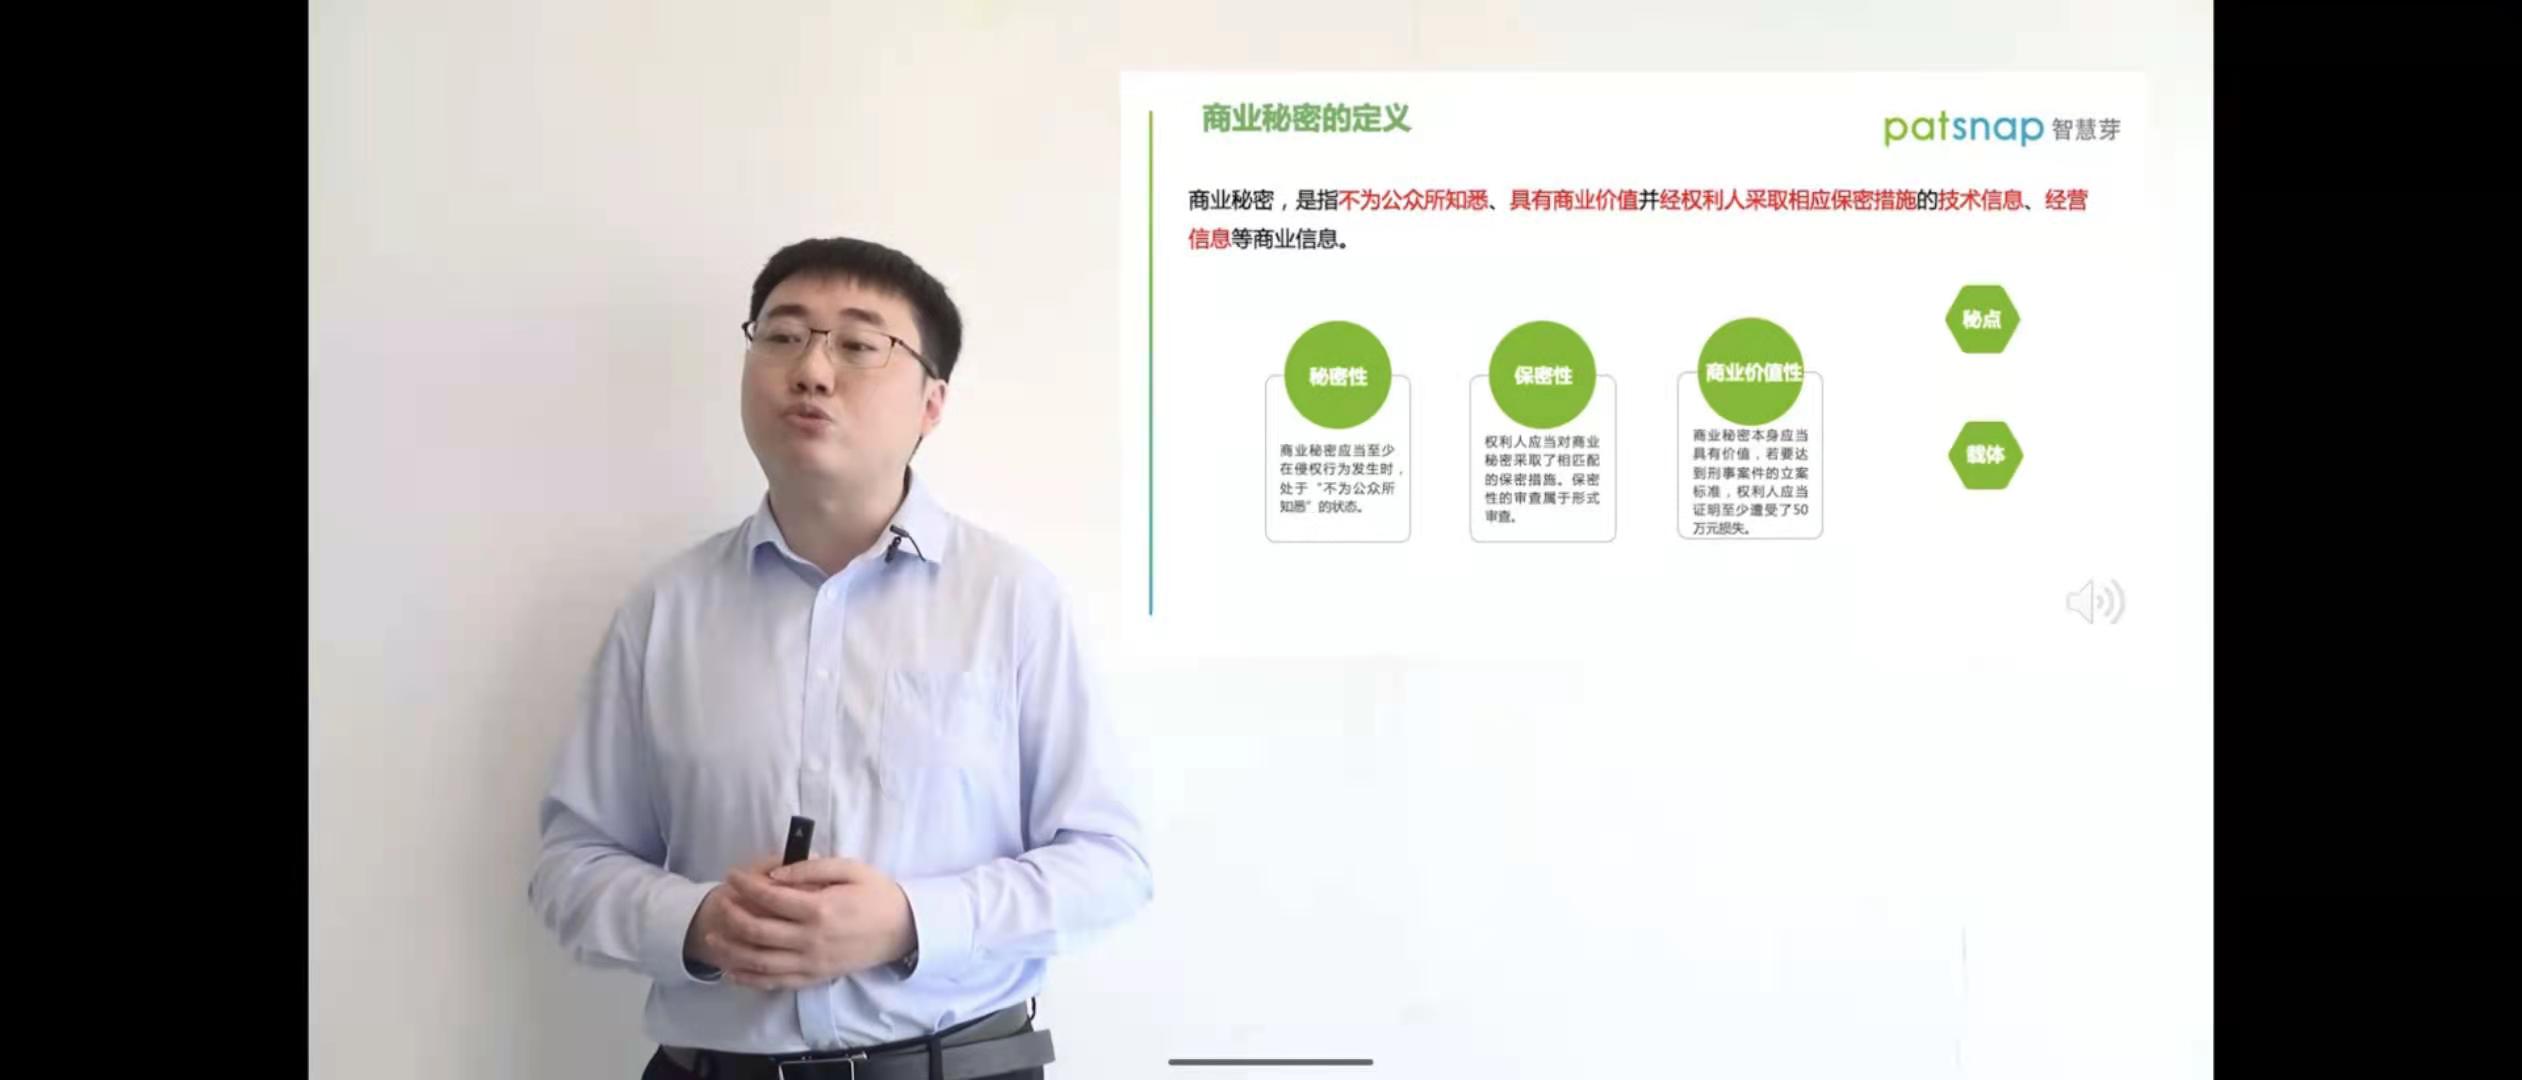 商业秘密的定义
patsnap 智慧芽
商业秘密，是指不为公众所知悉、具有商业价值并经权利人采取相应保密措施的技术信息、经营
信息等商业信息。
秘密性
商业秘密应当至少
在侵权行为发生时，
处于“不为公众所
知悉”的状态。
保密性
权利人应当对商业
秘密采取了相匹配
的保密措施。保密
性的审查属于形式
审查。
商业价值性
商业秘密本身应当
具有价值，若要达
到刑事案件的立案
标准，权利人应当
证明至少遭受了50
万元损失。
秘点
载体